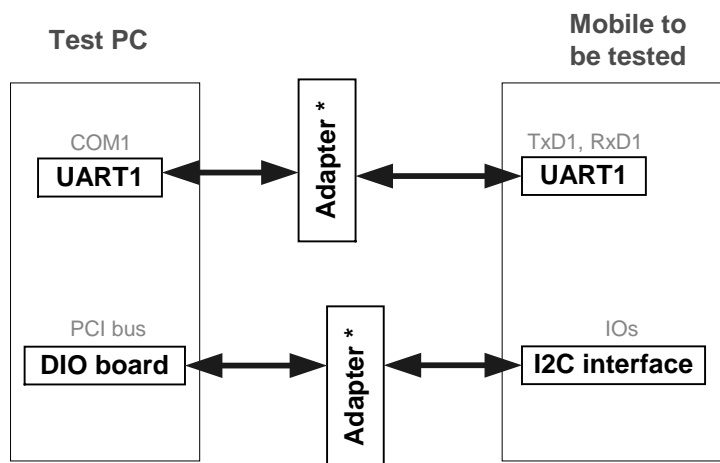 Test PC
Mobile to
be tested
COM1
UART1
Adapter *
TxD1, RxD1
UART1
PCI bus
DIO board
Adapter *
IOs
I2C interface